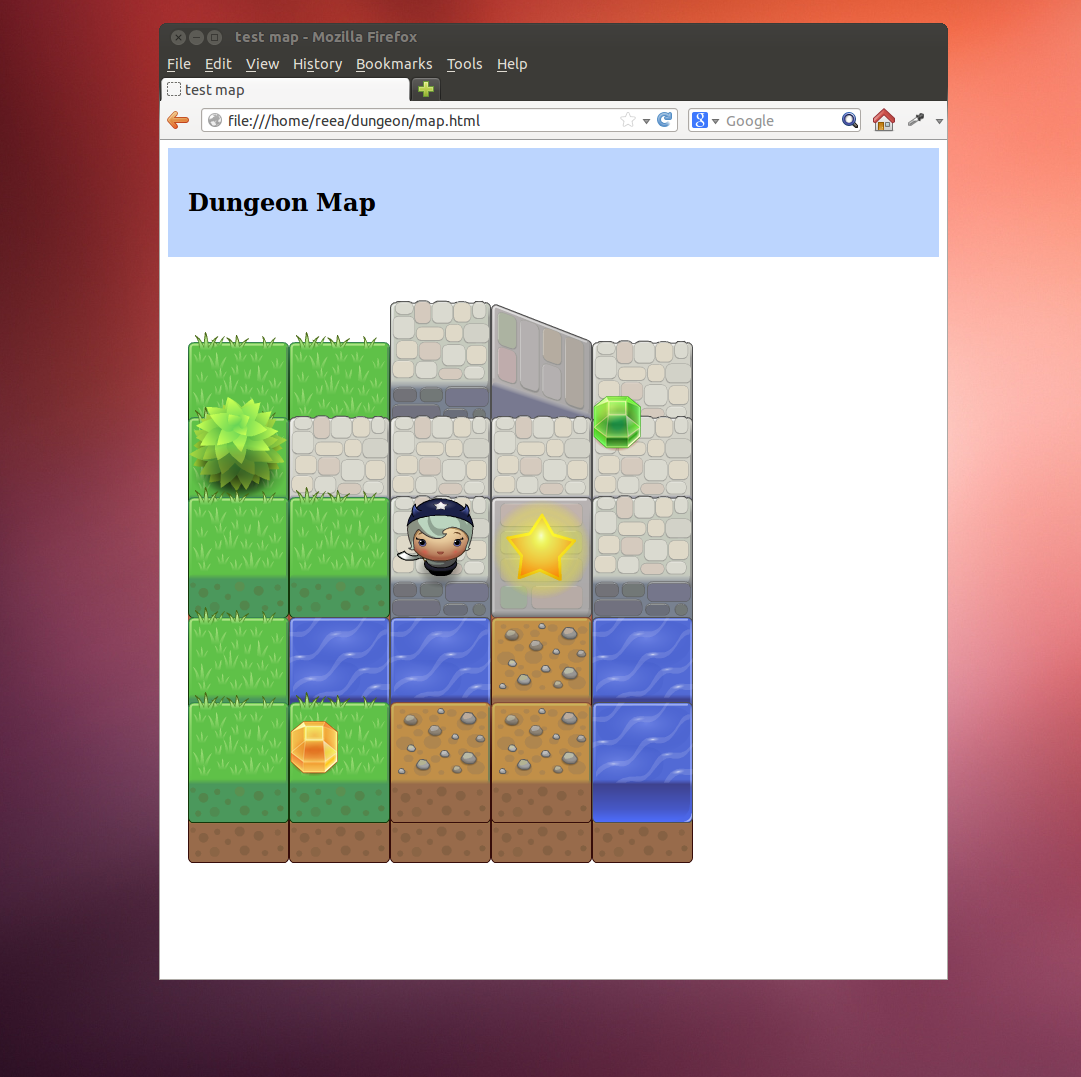 test map - Mozilla Firefox
File Edit View History Bookmarks Tools Help
test map
file:///home/reea/dungeon/map.html
8 Google
Dungeon Map